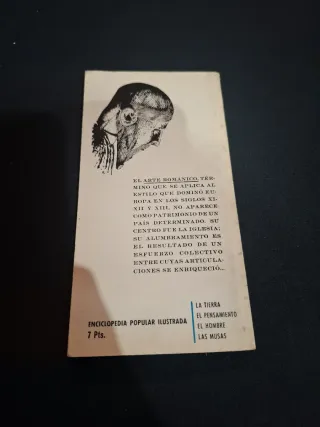 EL ARTE ROMANICO, TÉR-
MINO QUE SE APLICA AL
ESTILO QUE DOMINÓ EU-
ROPA EN LOS SIGLOS XI-
XII Y XIII, NO APARECE
COMO PATRIMONIO DE UN
PAIS DETERMINADO. SU
CENTRO FUE LA IGLESIA;
SU ALUMBRAMIENTO ES
EL RESULTADO DE UN
ESFUERZO COLECTIVO
ENTRE CUYAS ARTICULA-
CIONES SE ENRIQUECIÓ...
ENCICLOPEDIA POPULAR ILUSTRADA
7 Pts.
LA TIERRA
EL PENSAMIENTO
EL HOMBRE
LAS MUSAS